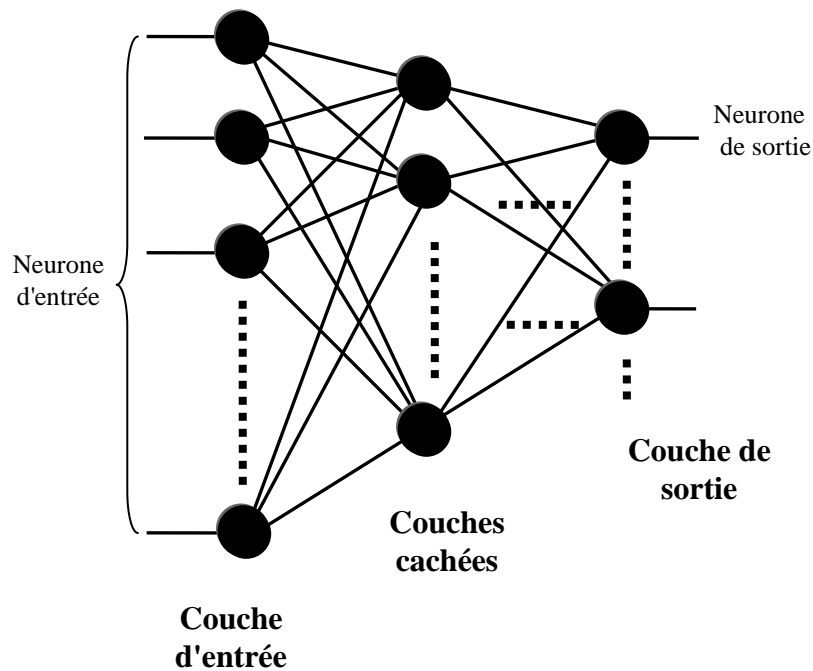 Neurone
d'entrée
Neurone
de sortie
Couche d'entrée
Couches
cachées
Couche de
sortie